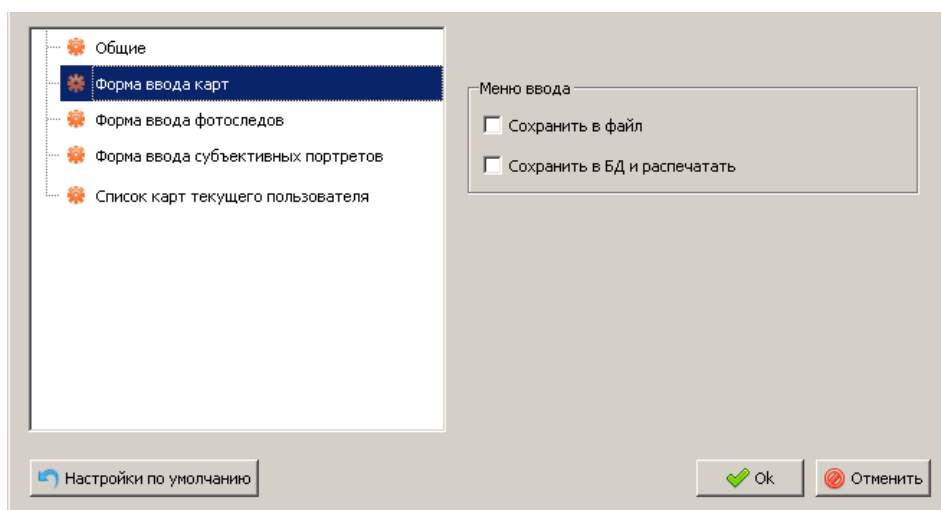 Общие
Форма ввода карт
Форма ввода фотоследов
Форма ввода субъективных портретов
Список карт текущего пользователя
Меню ввода
Сохранить в файл
Сохранить в БД и распечатать
Настройки по умолчанию
Ok
Отменить